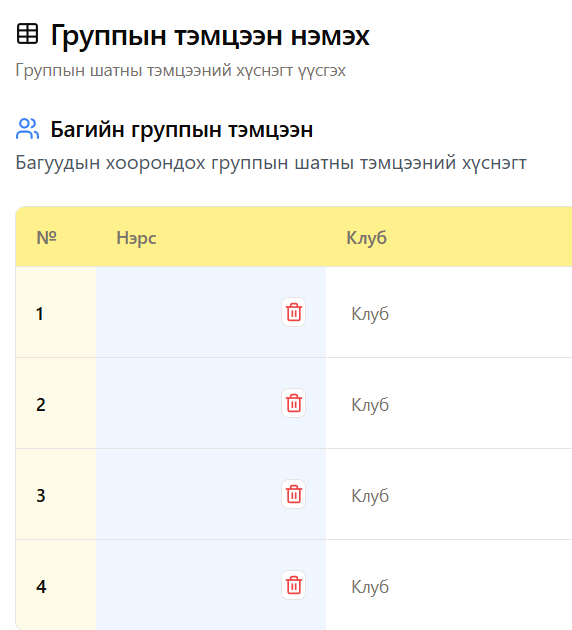 Группын тэмцээн нэмэх
Группын шатны тэмцээний хүснэгт үүсгэх
Багийн группын тэмцээн
Багуудын хоорондох группын шатны тэмцээний хүснэгт
№ Нэрс Клуб
1 Клуб
2 Клуб
3 Клуб
4 Клуб